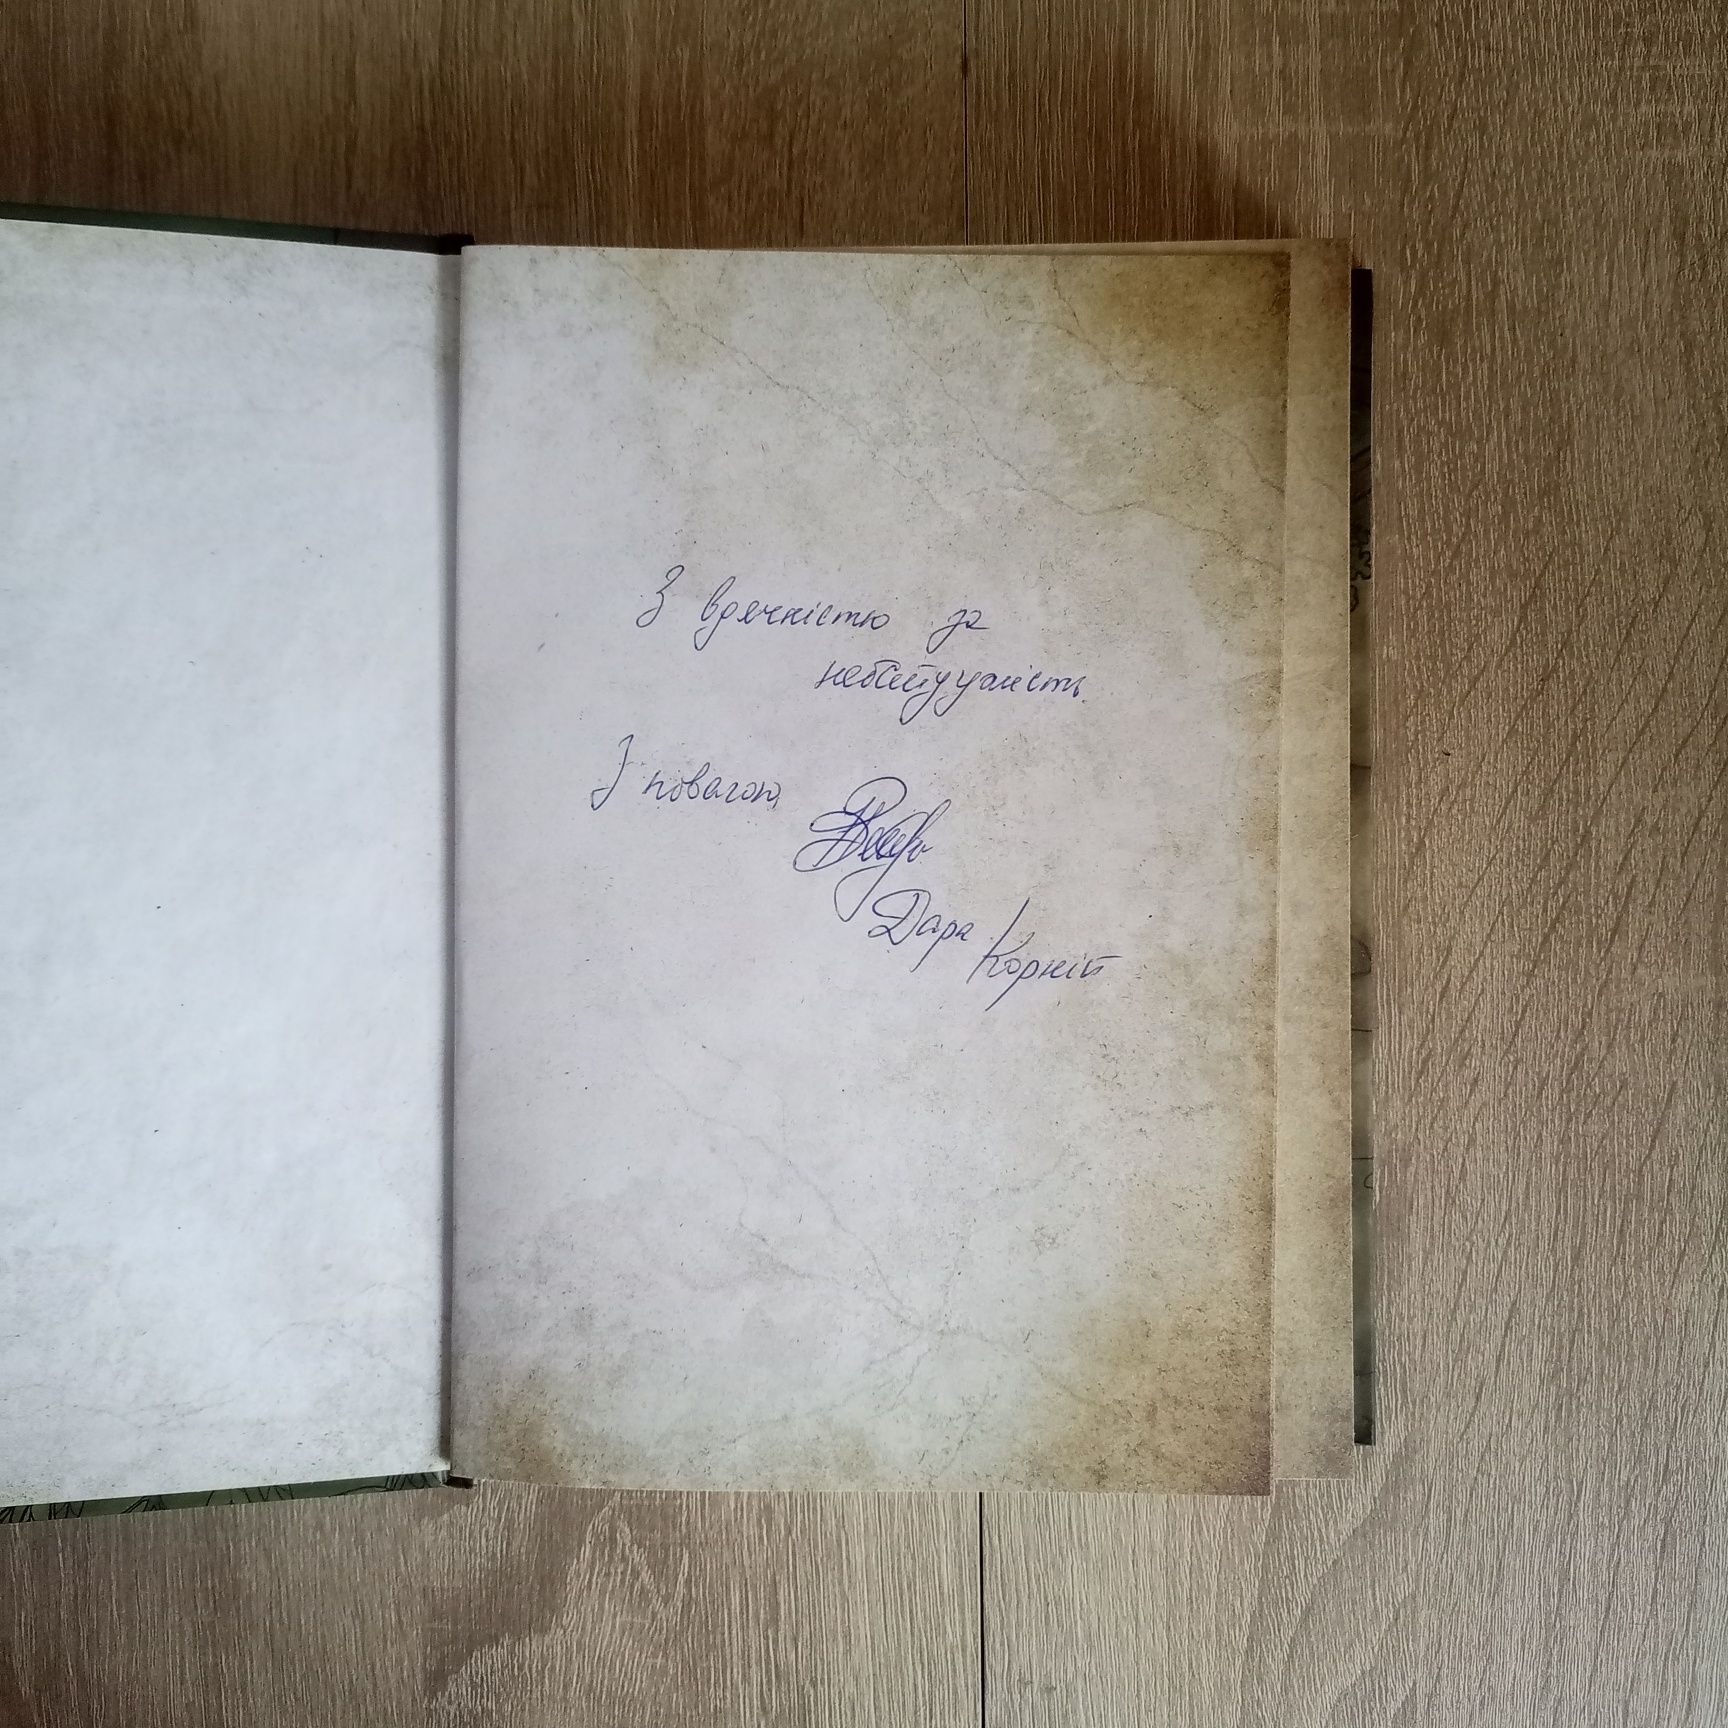 З вдячністю за
небайдужість.
З повагою,
Дара
Корній